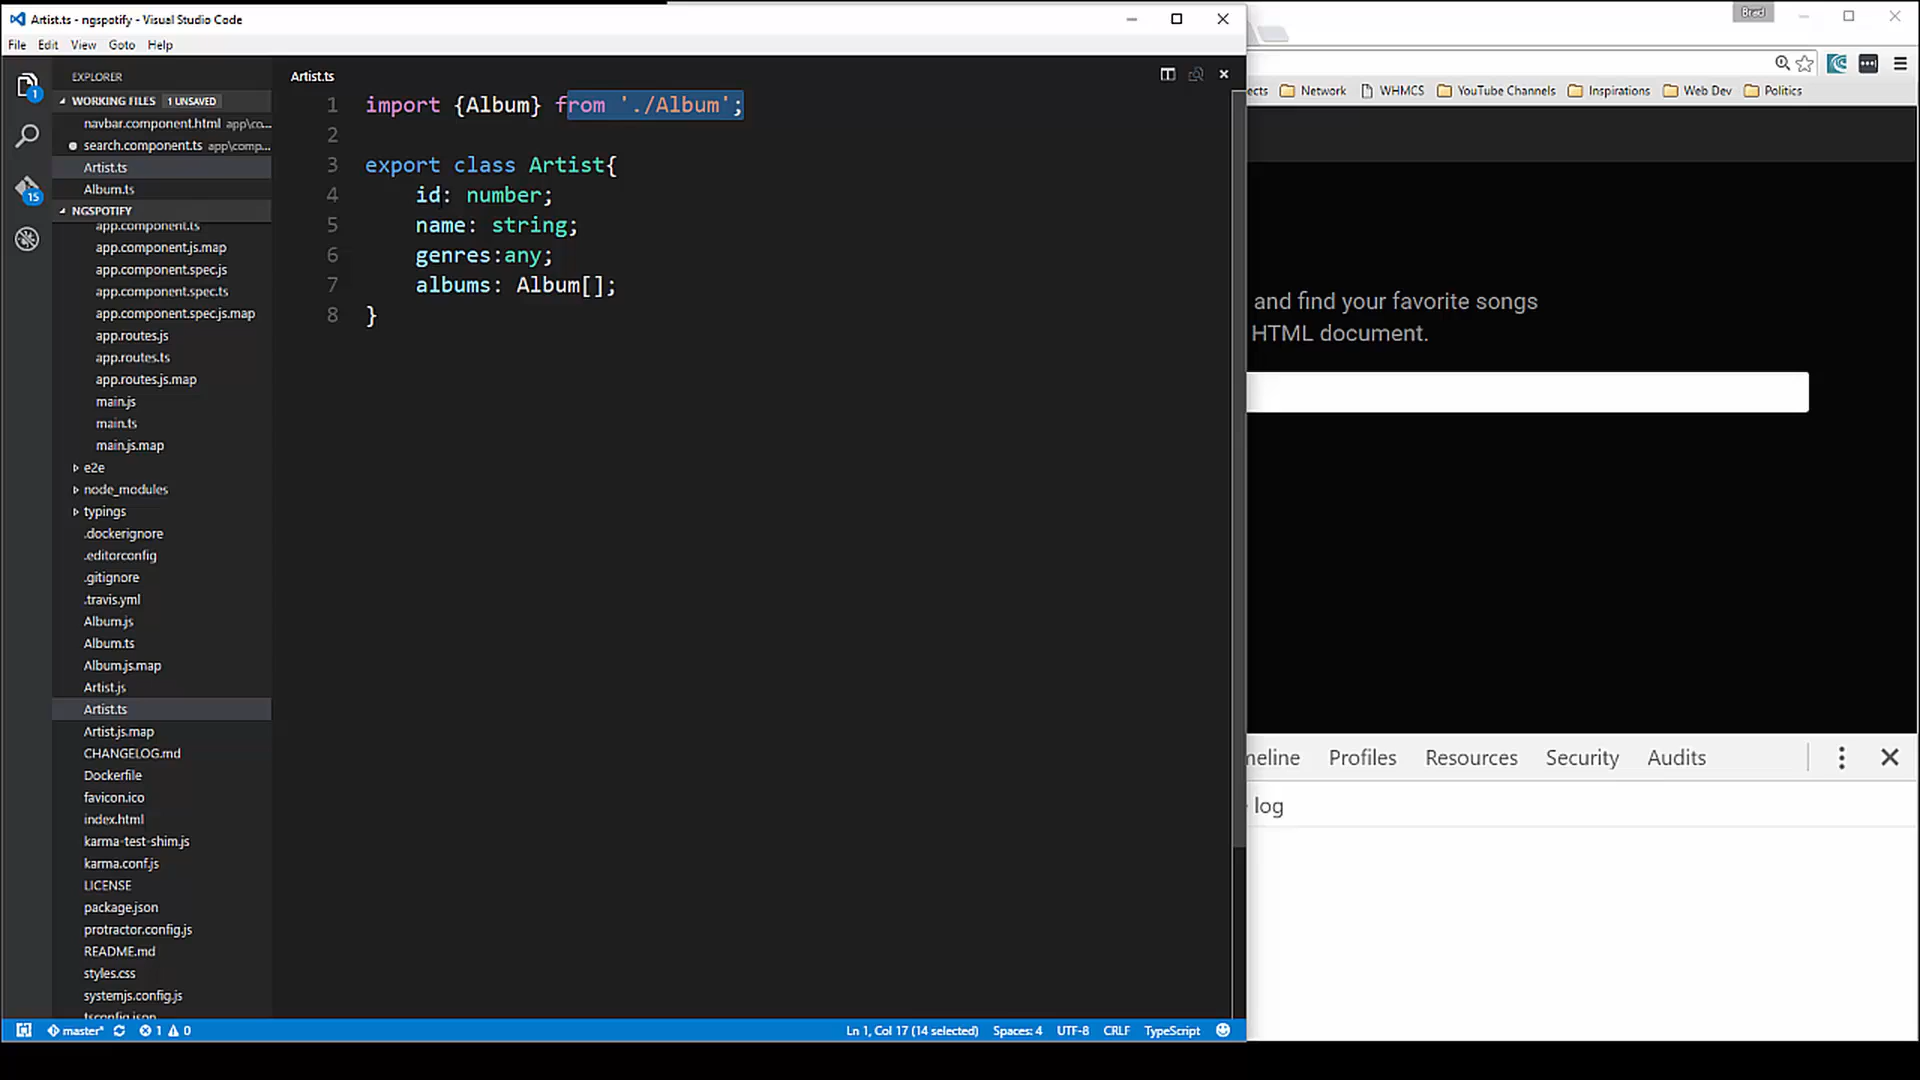 Artist.ts - ngspotify - Visual Studio Code
File Edit View Goto Help
EXPLORER
WORKING FILES 1 UNSAVED
navbar.component.html app\co...
search.component.ts app\comp...
Artist.ts
Album.ts
NGSPOTIFY
app.component.ts
app.component.js.map
app.component.spec.js
app.component.spec.ts
app.component.spec.js.map
app.routes.js
app.routes.ts
app.routes.js.map
main.js
main.ts
main.js.map
e2e
node_modules
typings
.dockerignore
.editorconfig
.gitignore
.travis.yml
Album.js
Album.ts
Album.js.map
Artist.js
Artist.ts
Artist.js.map
CHANGELOG.md
Dockerfile
favicon.ico
index.html
karma-test-shim.js
karma.conf.js
LICENSE
package.json
protractor.config.js
README.md
styles.css
systemjs.config.js
tsconfig.json
1
15
Artist.ts
1 import {Album} from './Album';
2
3 export class Artist{
4 id: number;
5 name: string;
6 genres:any;
7 albums: Album[];
8 }
master* 1 0
Ln 1, Col 17 (14 selected) Spaces: 4 UTF-8 CRLF TypeScript
Brad
ects Network WHMCS YouTube Channels Inspirations Web Dev Politics
and find your favorite songs
HTML document.
meline Profiles Resources Security Audits
log